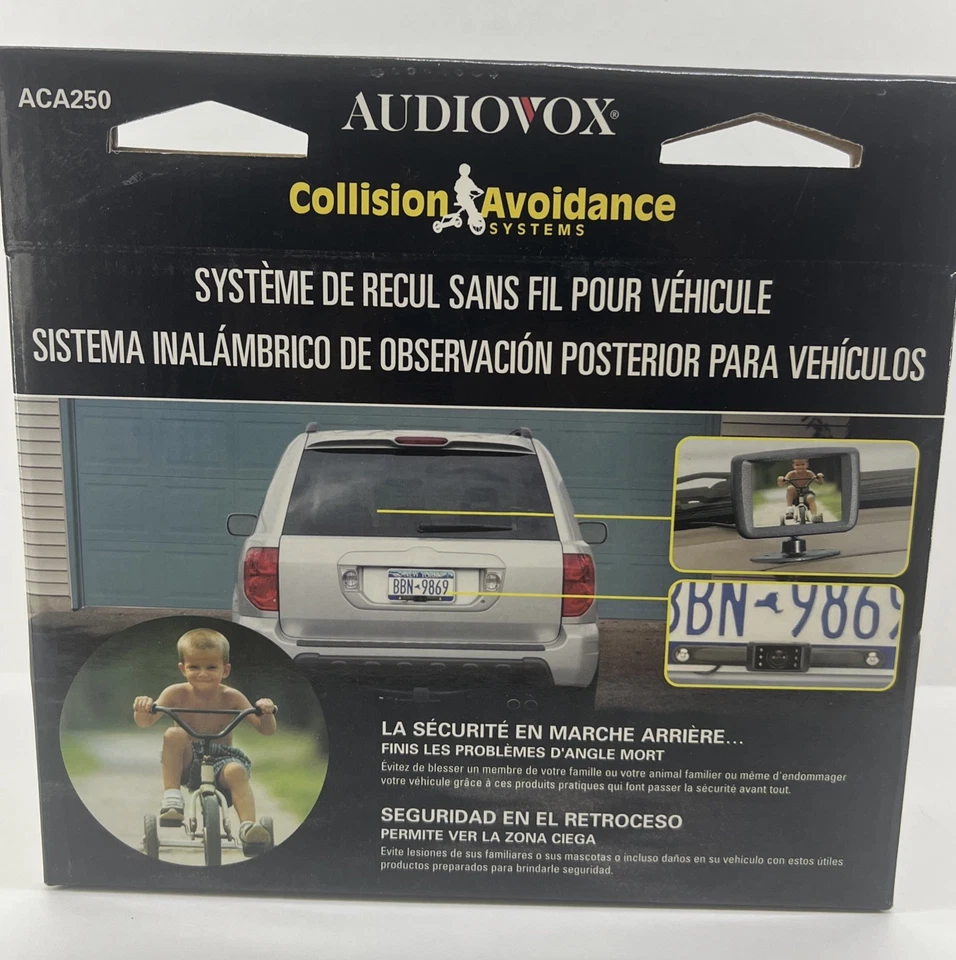 ACA250
AUDIOVOX®
Collision Avoidance
SYSTEMS
SYSTÈME DE RECUL SANS FIL POUR VÉHICULE
SISTEMA INALÁMBRICO DE OBSERVACIÓN POSTERIOR PARA VEHÍCULOS
NEW YORK
BBN-9869
BBN-9869
LA SÉCURITÉ EN MARCHE ARRIÈRE...
FINIS LES PROBLÈMES D'ANGLE MORT
Évitez de blesser un membre de votre famille ou votre animal familier ou même d'endommager
votre véhicule grâce à ces produits pratiques qui font passer la sécurité avant tout.
SEGURIDAD EN EL RETROCESO
PERMITE VER LA ZONA CIEGA
Evite lesiones de sus familiares o sus mascotas o incluso daños en su vehículo con estos útiles
productos preparados para brindarle seguridad.